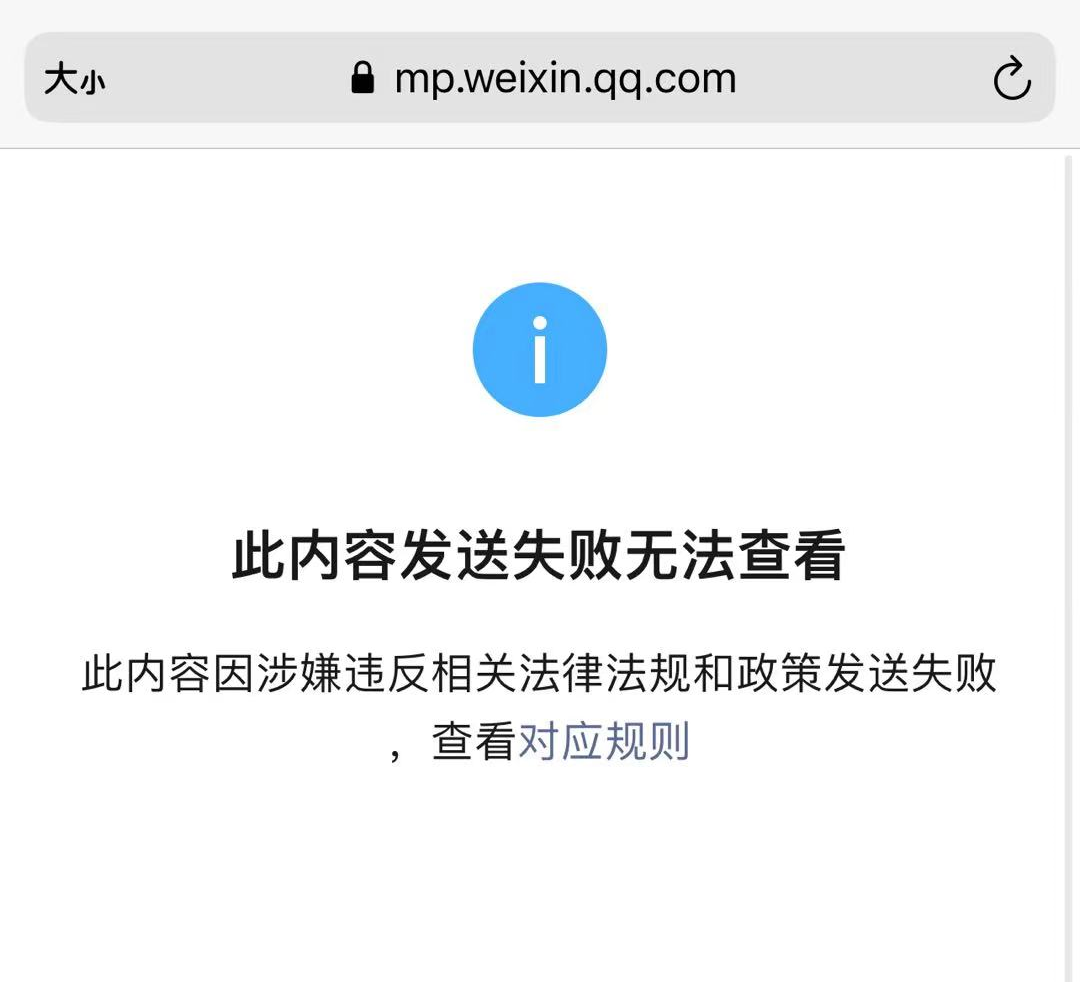 大小 mp.weixin.qq.com
i
此内容发送失败无法查看
此内容因涉嫌违反相关法律法规和政策发送失败
，查看对应规则